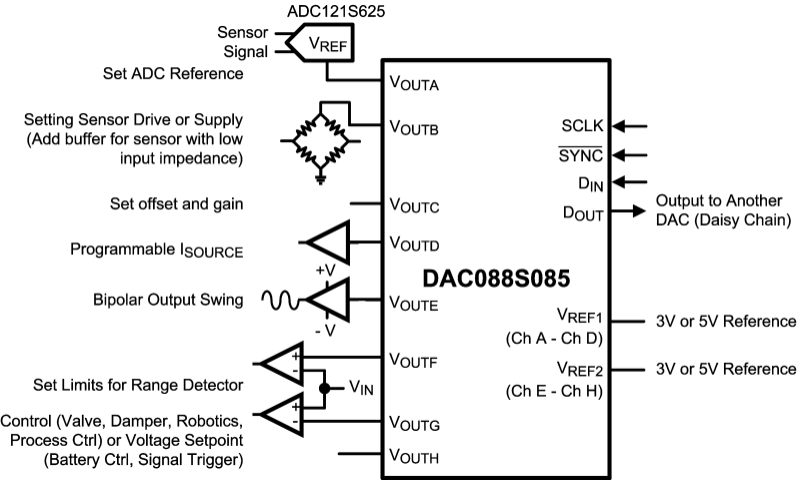 ADC121S625
Sensor
Signal
VREF
Set ADC Reference
VOUTA
Setting Sensor Drive or Supply
(Add buffer for sensor with low
input impedance)
VOUTB
SCLK
SYNC
DIN
DOUT
Output to Another
DAC (Daisy Chain)
Set offset and gain
VOUTC
Programmable ISOURCE
VOUTD
DAC088S085
+V
Bipolar Output Swing
VOUTE
- V
VREF1
(Ch A - Ch D)
3V or 5V Reference
VREF2
(Ch E - Ch H)
3V or 5V Reference
+
-
VOUTF
Set Limits for Range Detector
VIN
+
-
VOUTG
Control (Valve, Damper, Robotics,
Process Ctrl) or Voltage Setpoint
(Battery Ctrl, Signal Trigger)
VOUTH